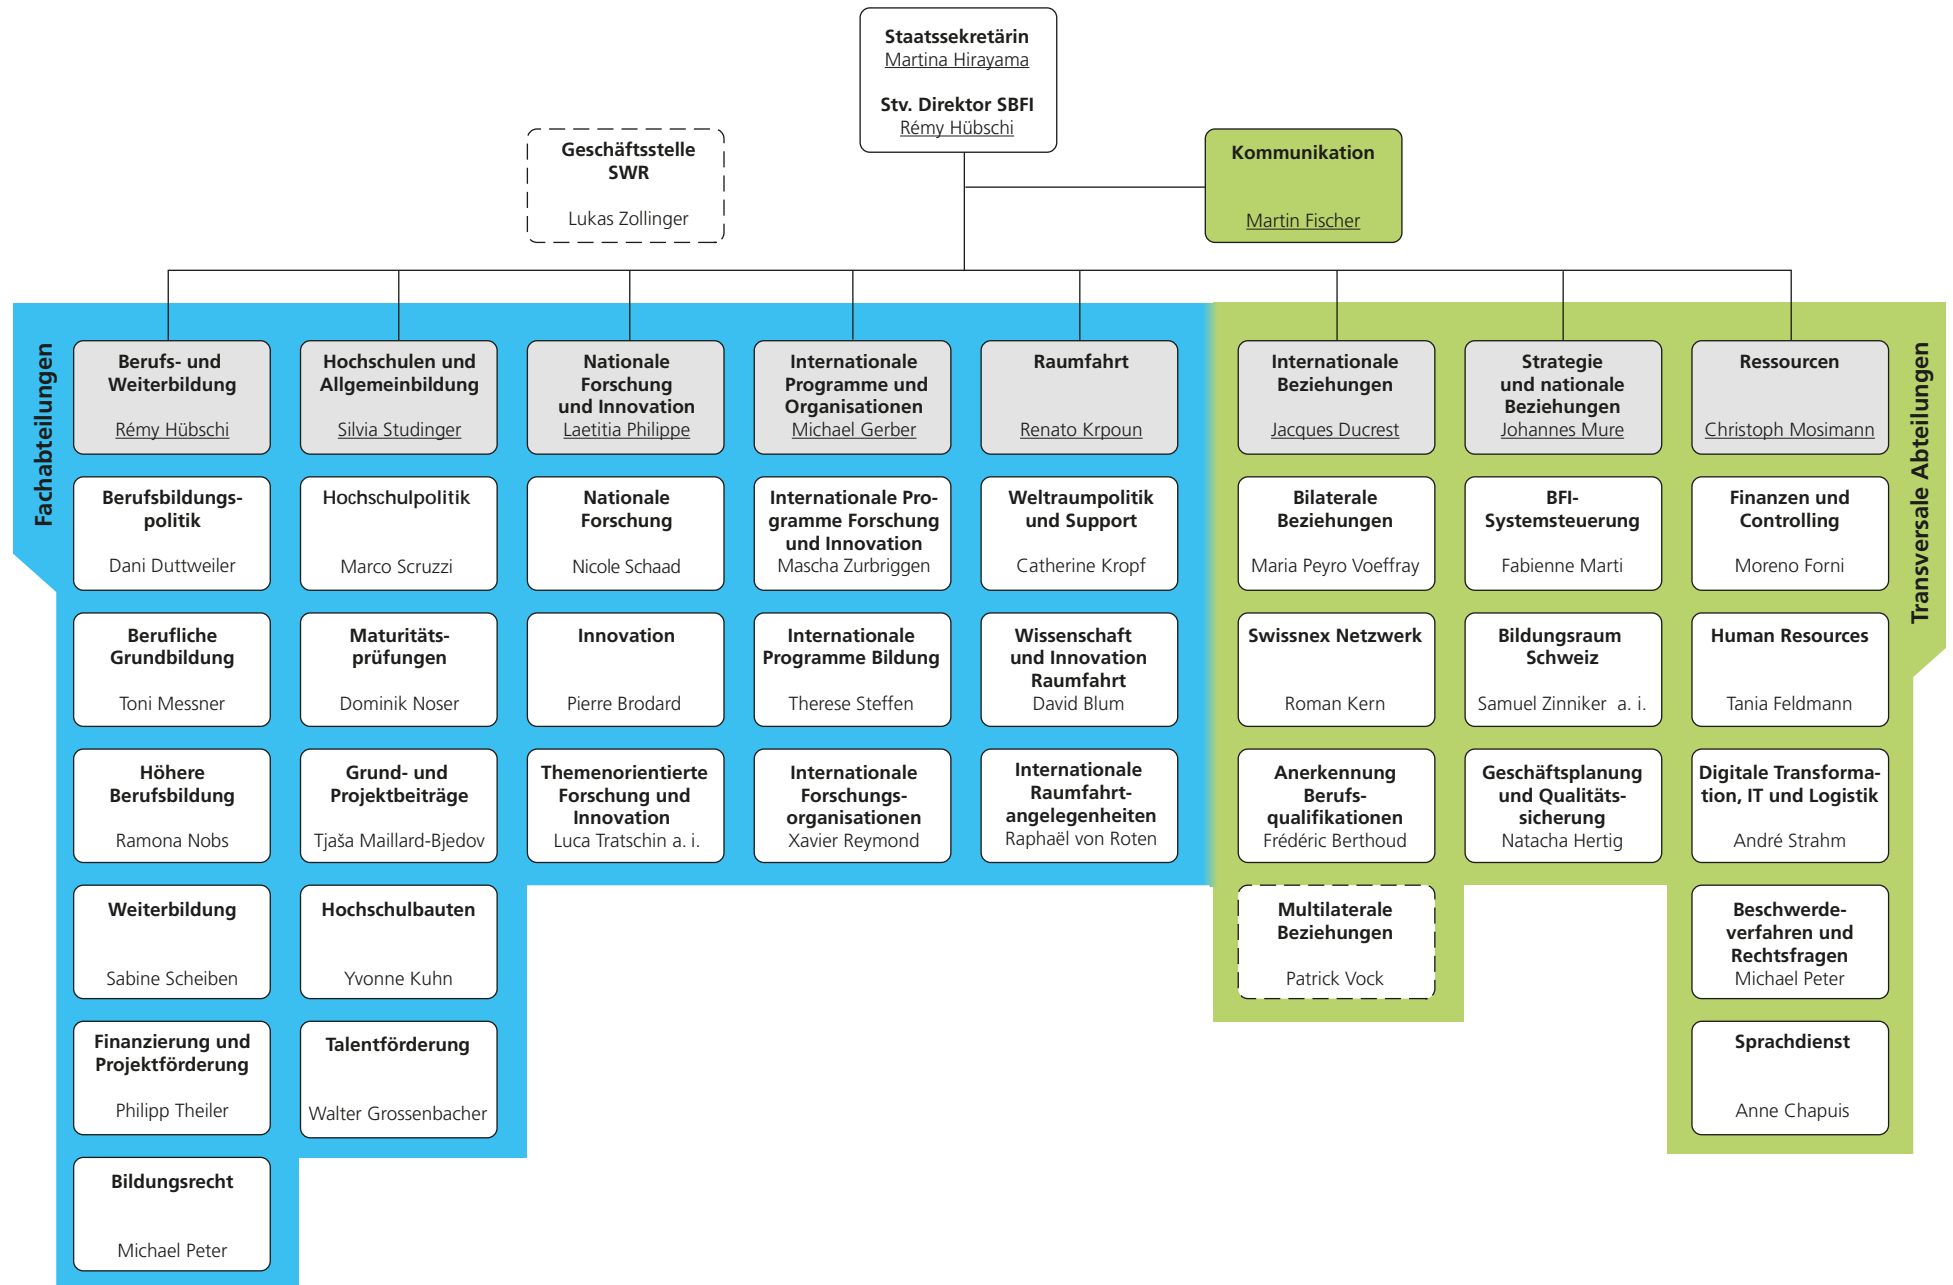 Staatssekretärin
Martina Hirayama
Stv. Direktor SBFI
Rémy Hübschi
Geschäftsstelle
SWR
Lukas Zollinger
Kommunikation
Martin Fischer
Fachabteilungen
Berufs- und
Weiterbildung
Rémy Hübschi
Berufsbildungs-
politik
Dani Duttweiler
Berufliche
Grundbildung
Toni Messner
Höhere
Berufsbildung
Ramona Nobs
Weiterbildung
Sabine Scheiben
Finanzierung und
Projektförderung
Philipp Theiler
Bildungsrecht
Michael Peter
Hochschulen und
Allgemeinbildung
Silvia Studinger
Hochschulpolitik
Marco Scruzzi
Maturitäts-
prüfungen
Dominik Noser
Grund- und
Projektbeiträge
Tjaša Maillard-Bjedov
Hochschulbauten
Yvonne Kuhn
Talentförderung
Walter Grossenbacher
Nationale
Forschung
und Innovation
Laetitia Philippe
Nationale
Forschung
Nicole Schaad
Innovation
Pierre Brodard
Themenorientierte
Forschung und
Innovation
Luca Tratschin a. i.
Internationale
Programme und
Organisationen
Michael Gerber
Internationale Pro-
gramme Forschung
und Innovation
Mascha Zurbriggen
Internationale
Programme Bildung
Therese Steffen
Internationale
Forschungs-
organisationen
Xavier Reymond
Raumfahrt
Renato Krpoun
Weltraumpolitik
und Support
Catherine Kropf
Wissenschaft
und Innovation
Raumfahrt
David Blum
Internationale
Raumfahrt-
angelegenheiten
Raphaël von Roten
Internationale
Beziehungen
Jacques Ducrest
Bilaterale
Beziehungen
Maria Peyro Voeffray
Swissnex Netzwerk
Roman Kern
Anerkennung
Berufs-
qualifikationen
Frédéric Berthoud
Multilaterale
Beziehungen
Patrick Vock
Strategie
und nationale
Beziehungen
Johannes Mure
BFI-
Systemsteuerung
Fabienne Marti
Bildungsraum
Schweiz
Samuel Zinniker a. i.
Geschäftsplanung
und Qualitäts-
sicherung
Natacha Hertig
Ressourcen
Christoph Mosimann
Finanzen und
Controlling
Moreno Forni
Human Resources
Tania Feldmann
Digitale Transforma-
tion, IT und Logistik
André Strahm
Beschwerde-
verfahren und
Rechtsfragen
Michael Peter
Sprachdienst
Anne Chapuis
Transversale Abteilungen